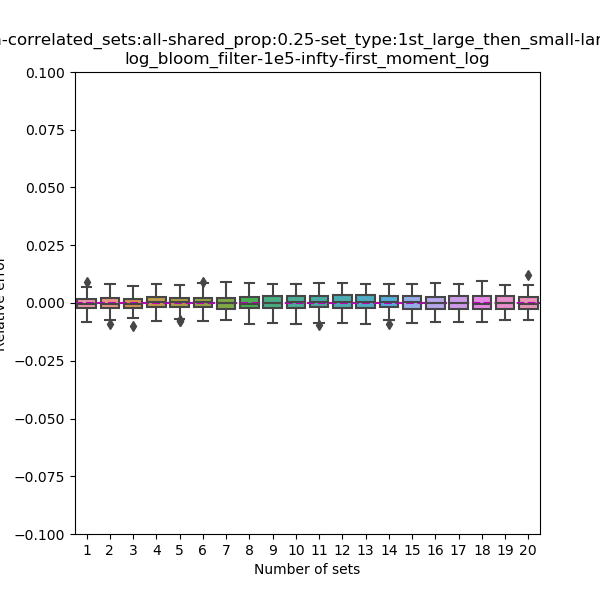 -correlated_sets:all-shared_prop:0.25-set_type:1st_large_then_small-lar
log_bloom_filter-1e5-infty-first_moment_log
0.100
0.075
0.050
0.025
0.000
−0.025
−0.050
−0.075
−0.100
Relative error
1 2 3 4 5 6 7 8 9 10 11 12 13 14 15 16 17 18 19 20
Number of sets